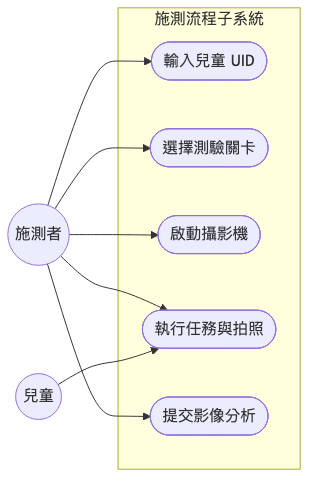 施測流程子系統
輸入兒童 UID
選擇測驗關卡
施測者
啟動攝影機
執行任務與拍照
兒童
提交影像分析